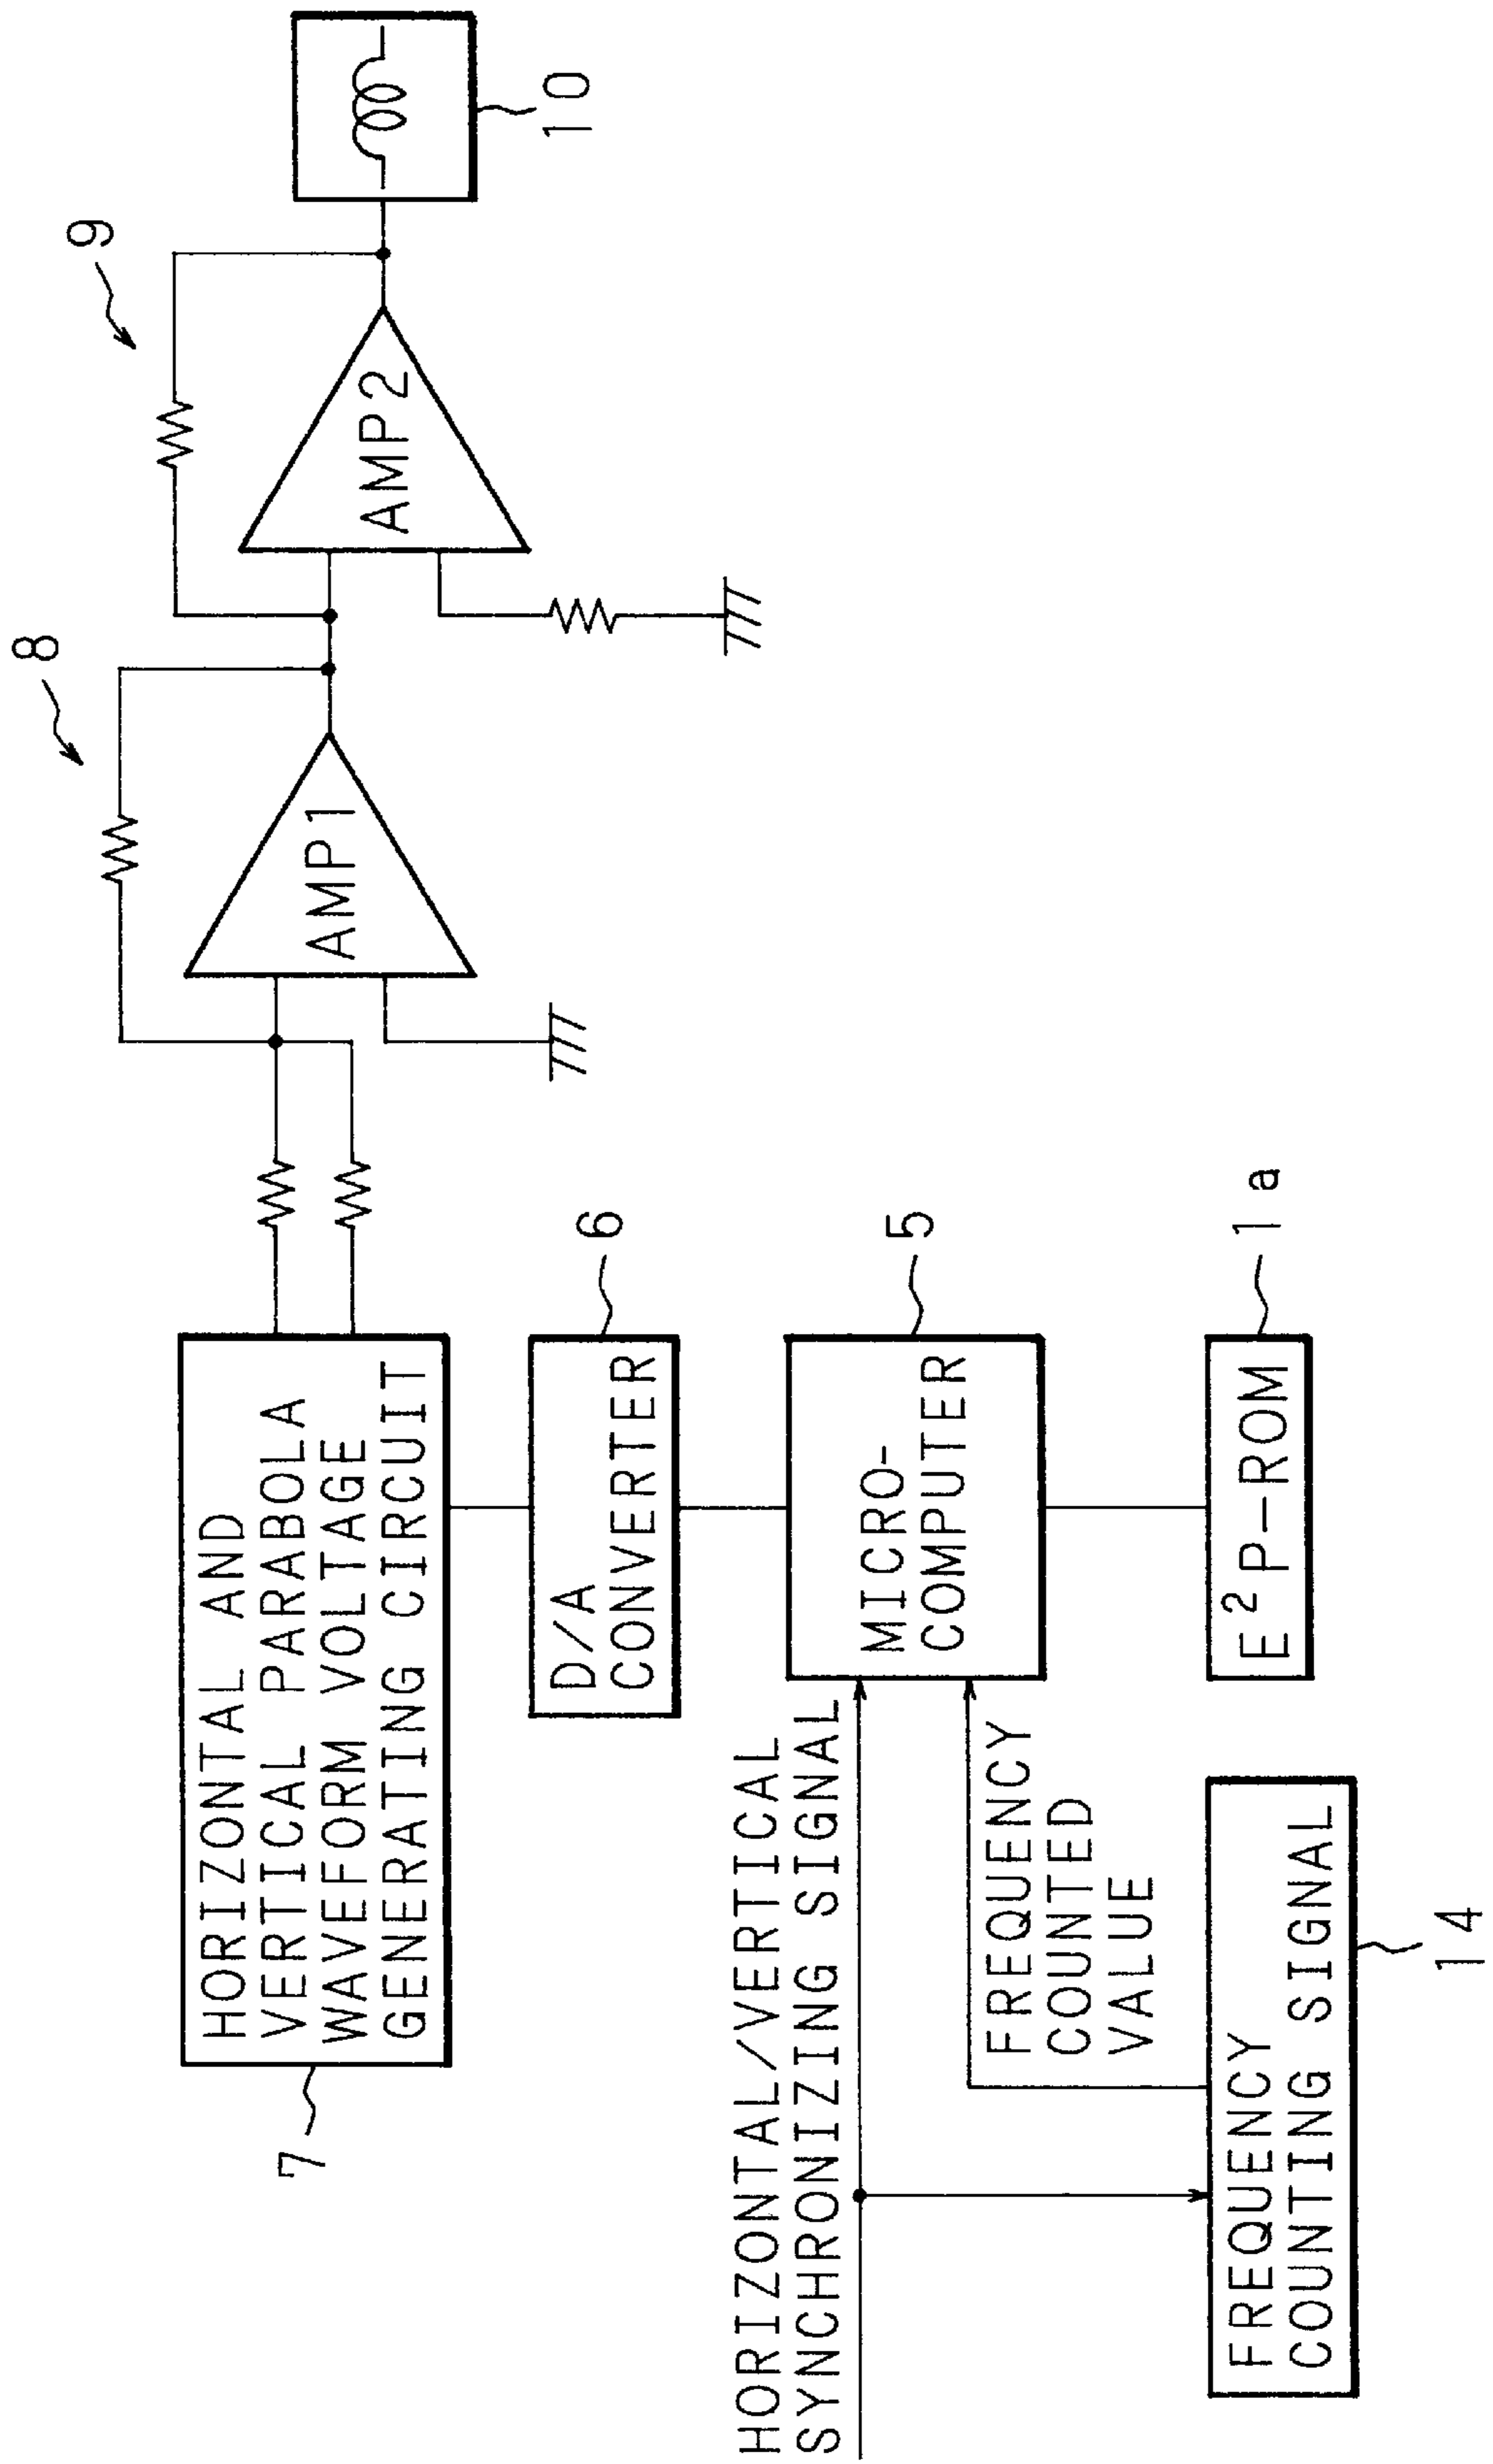 8
9
AMP1
AMP2
10
7
HORIZONTAL AND
VERTICAL PARABOLA
WAVEFORM VOLTAGE
GENERATING CIRCUIT
D/A
CONVERTER
6
HORIZONTAL/VERTICAL
SYNCHRONIZING SIGNAL
MICRO-
COMPUTER
5
FREQUENCY
COUNTED
VALUE
E²P-ROM
1a
FREQUENCY
COUNTING SIGNAL
14